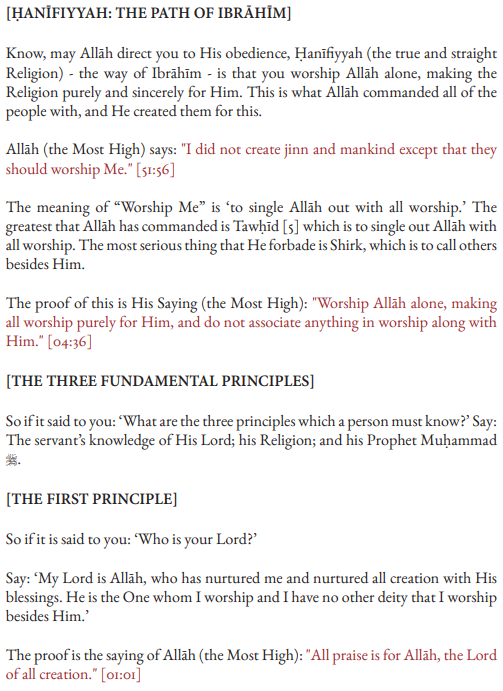 [ḤANĪFIYYAH: THE PATH OF IBRĀHĪM]
Know, may Allāh direct you to His obedience, Ḥanīfiyyah (the true and straight
Religion) - the way of Ibrāhīm - is that you worship Allāh alone, making the
Religion purely and sincerely for Him. This is what Allāh commanded all of the
people with, and He created them for this.
Allāh (the Most High) says: "I did not create jinn and mankind except that they
should worship Me." [51:56]
The meaning of “Worship Me” is ‘to single Allāh out with all worship.’ The
greatest that Allāh has commanded is Tawḥīd [5] which is to single out Allāh with
all worship. The most serious thing that He forbade is Shirk, which is to call others
besides Him.
The proof of this is His Saying (the Most High): "Worship Allāh alone, making
all worship purely for Him, and do not associate anything in worship along with
Him." [04:36]
[THE THREE FUNDAMENTAL PRINCIPLES]
So if it said to you: ‘What are the three principles which a person must know?’ Say:
The servant’s knowledge of His Lord; his Religion; and his Prophet Muḥammad
ﷺ.
[THE FIRST PRINCIPLE]
So if it is said to you: ‘Who is your Lord?’
Say: ‘My Lord is Allāh, who has nurtured me and nurtured all creation with His
blessings. He is the One whom I worship and I have no other deity that I worship
besides Him.’
The proof is the saying of Allāh (the Most High): "All praise is for Allāh, the Lord
of all creation." [01:01]